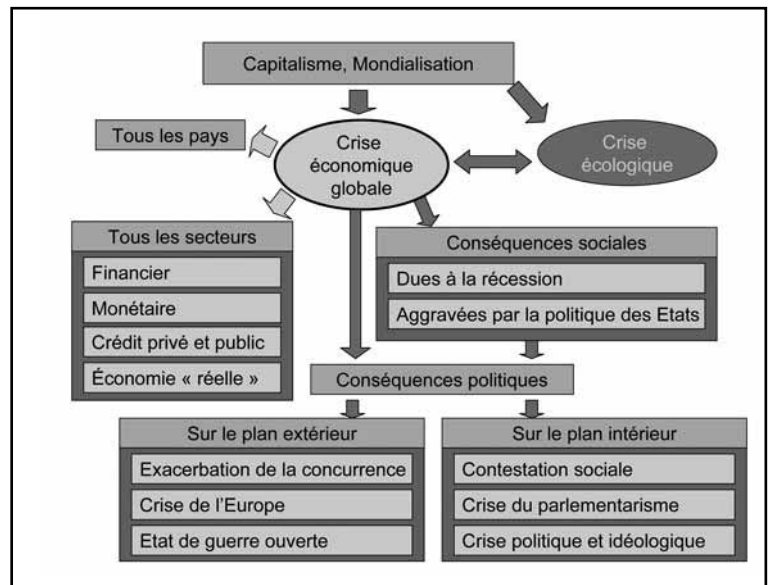 Capitalisme, Mondialisation
Tous les pays
Crise
économique
globale
Crise
écologique
Tous les secteurs
Financier
Monétaire
Crédit privé et public
Économie « réelle »
Conséquences sociales
Dues à la récession
Aggravées par la politique des Etats
Conséquences politiques
Sur le plan extérieur
Exacerbation de la concurrence
Crise de l’Europe
Etat de guerre ouverte
Sur le plan intérieur
Contestation sociale
Crise du parlementarisme
Crise politique et idéologique